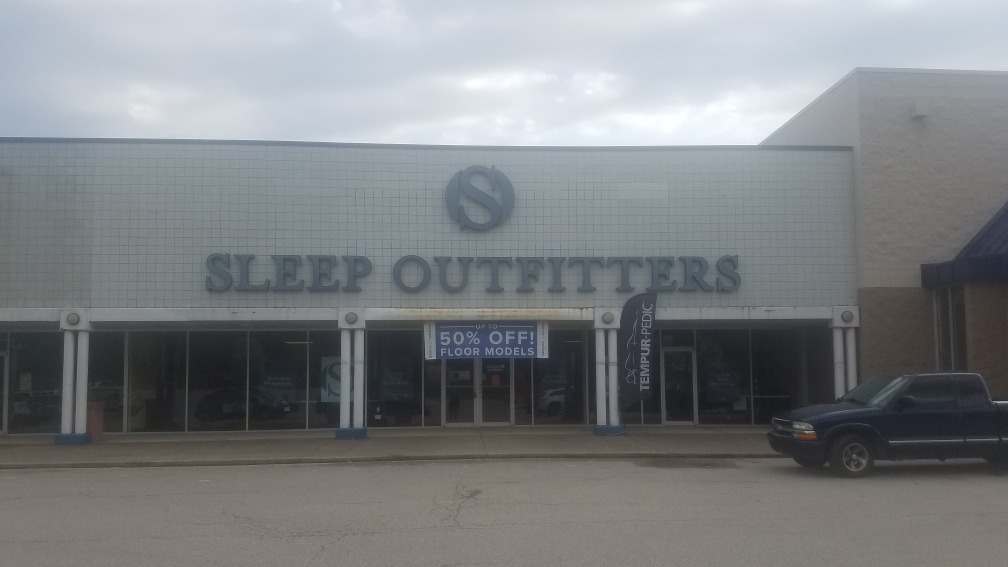 S
SLEEP OUTFITTERS
UP TO
50% OFF!
FLOOR MODELS
TEMPUR-PEDIC